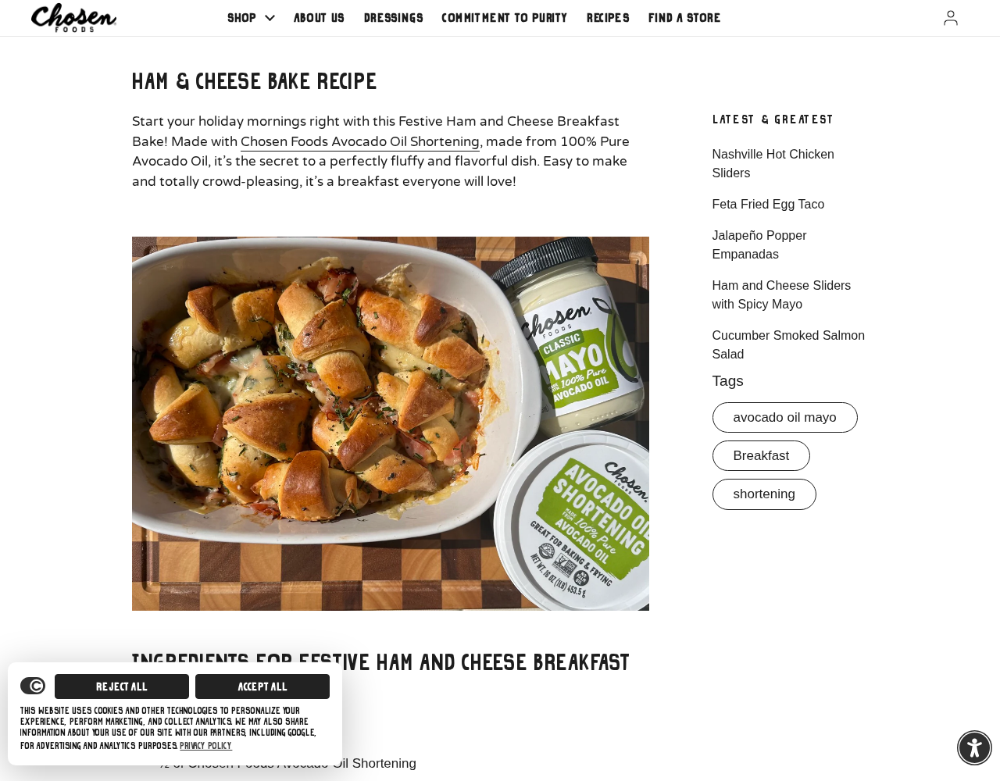 Chosen
FOODS
SHOP
ABOUT US
DRESSINGS
COMMITMENT TO PURITY
RECIPES
FIND A STORE
HAM & CHEESE BAKE RECIPE
Start your holiday mornings right with this Festive Ham and Cheese Breakfast
Bake! Made with Chosen Foods Avocado Oil Shortening, made from 100% Pure
Avocado Oil, it's the secret to a perfectly fluffy and flavorful dish. Easy to make
and totally crowd-pleasing, it's a breakfast everyone will love!
LATEST & GREATEST
Nashville Hot Chicken
Sliders
Feta Fried Egg Taco
Jalapeño Popper
Empanadas
Ham and Cheese Sliders
with Spicy Mayo
Cucumber Smoked Salmon
Salad
Tags
avocado oil mayo
Breakfast
shortening
Chosen
FOODS
CLASSIC
MAYO
100% Pure
AVOCADO OIL
Chosen
FOODS
AVOCADO OIL
SHORTENING
MADE FROM 100% Pure
AVOCADO OIL
GREAT FOR BAKING & FRYING
NET WT. 16 OZ (1LB) 453.5 g
INGREDIENTS FOR FESTIVE HAM AND CHEESE BREAKFAST
REJECT ALL
ACCEPT ALL
THIS WEBSITE USES COOKIES AND OTHER TECHNOLOGIES TO PERSONALIZE YOUR
EXPERIENCE, PERFORM MARKETING, AND COLLECT ANALYTICS. WE MAY ALSO SHARE
INFORMATION ABOUT YOUR USE OF OUR SITE WITH OUR PARTNERS, INCLUDING GOOGLE,
FOR ADVERTISING AND ANALYTICS PURPOSES. PRIVACY POLICY
of Chosen Foods Avocado Oil Shortening